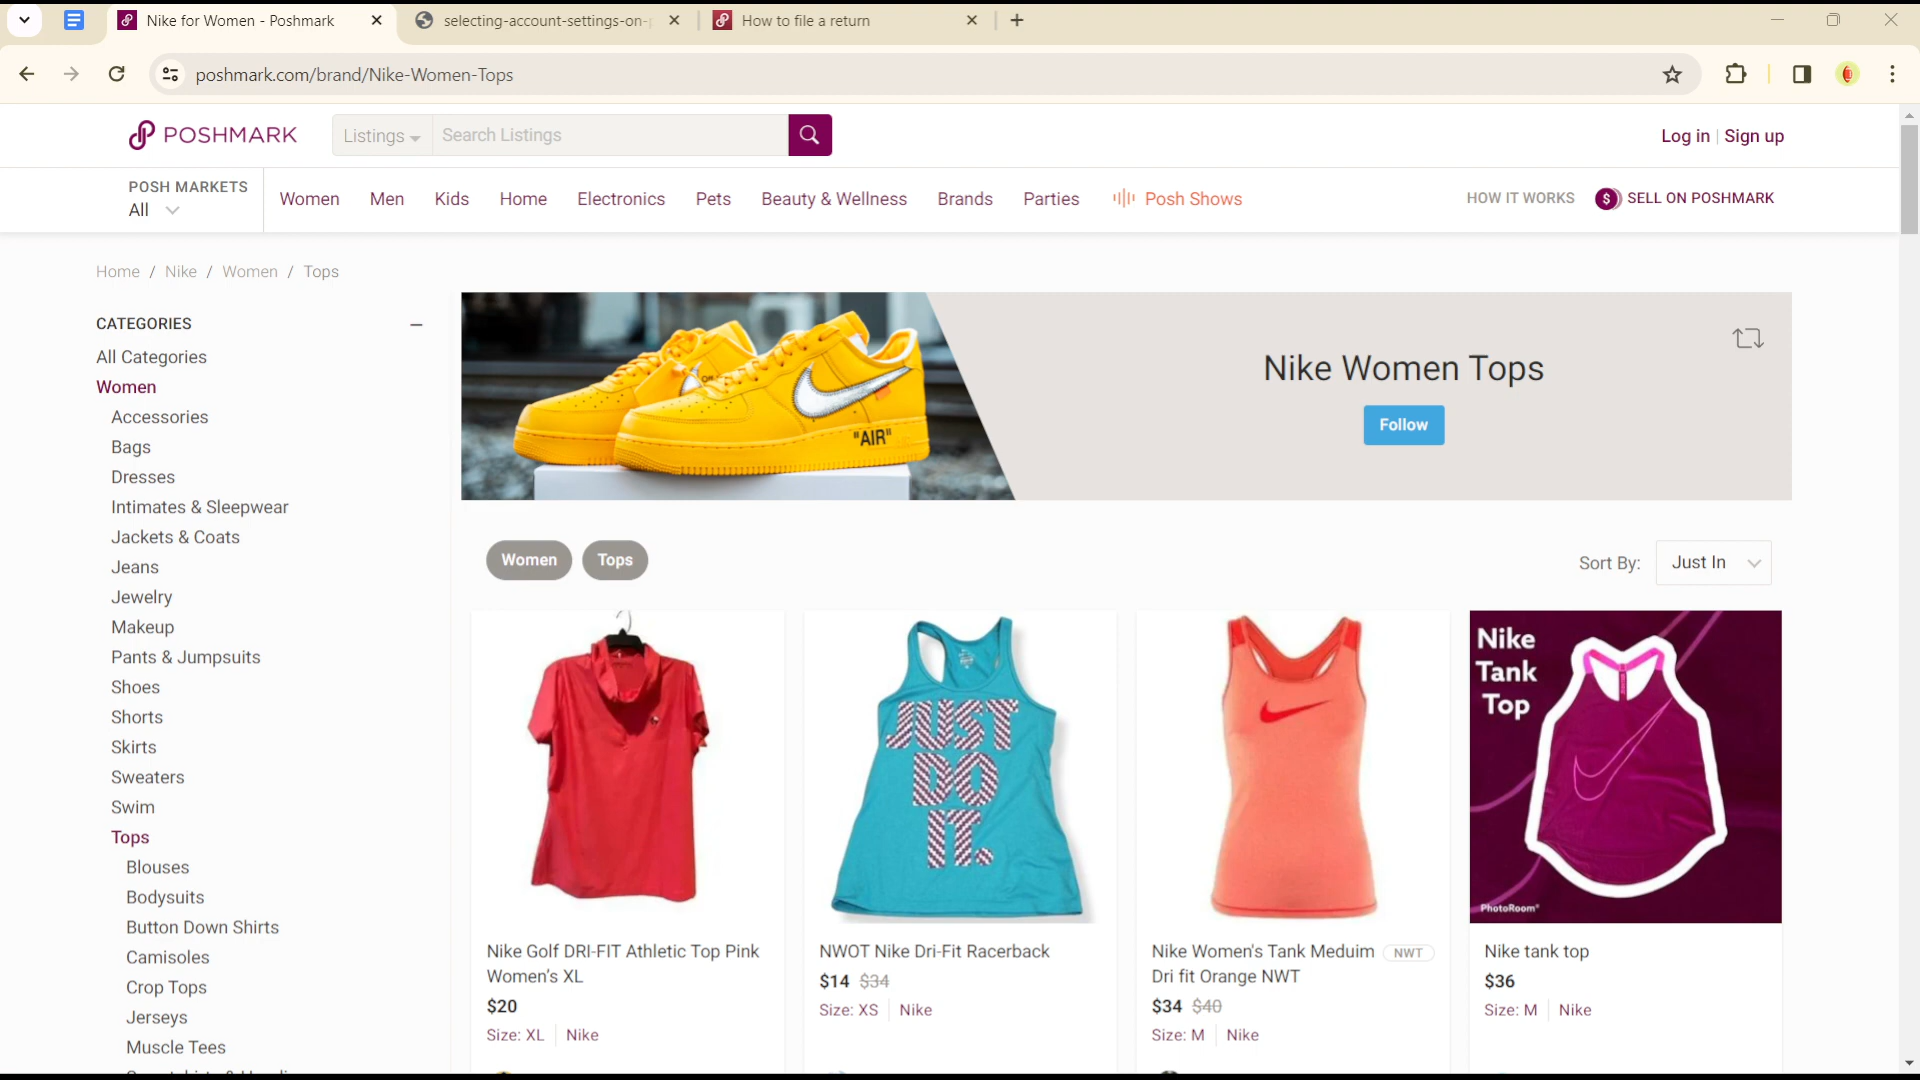 Nike for Women - Poshmark
selecting-account-settings-on-
How to file a return
poshmark.com/brand/Nike-Women-Tops
POSHMARK
Listings
Search Listings
Log in
Sign up
POSH MARKETS
All
Women
Men
Kids
Home
Electronics
Pets
Beauty & Wellness
Brands
Parties
Posh Shows
HOW IT WORKS
$ SELL ON POSHMARK
Home / Nike / Women / Tops
CATEGORIES
All Categories
Women
Accessories
Bags
Dresses
Intimates & Sleepwear
Jackets & Coats
Jeans
Jewelry
Makeup
Pants & Jumpsuits
Shoes
Shorts
Skirts
Sweaters
Swim
Tops
Blouses
Bodysuits
Button Down Shirts
Camisoles
Crop Tops
Jerseys
Muscle Tees
"AIR"
Nike Women Tops
Follow
Women
Tops
Sort By:
Just In
JUST
DO
IT.
Nike
Tank
Top
PhotoRoom
Nike Golf DRI-FIT Athletic Top Pink
Women's XL
$20
Size: XL
Nike
NWOT Nike Dri-Fit Racerback
$14 $34
Size: XS
Nike
Nike Women's Tank Meduim
NWT
Dri fit Orange NWT
$34 $40
Size: M
Nike
Nike tank top
$36
Size: M
Nike